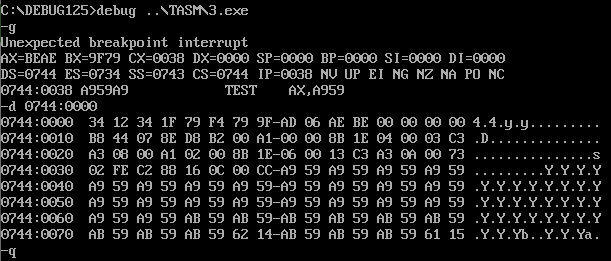 C:\DEBUG125>debug ..\TASM\3.exe
-g
Unexpected breakpoint interrupt
AX=BEAE BX=9F79 CX=0038 DX=0000 SP=0000 BP=0000 SI=0000 DI=0000
DS=0744 ES=0734 SS=0743 CS=0744 IP=0038 NV UP EI NG NZ NA PO NC
0744:0038 A959A9 TEST AX,A959
-d 0744:0000
0744:0000 34 12 34 1F 79 F4 79 9F-AD 06 AE BE 00 00 00 00 4.4.y.y.........
0744:0010 B8 44 07 8E D8 B2 00 A1-00 00 8B 1E 04 00 03 C3 .D..............
0744:0020 A3 08 00 A1 02 00 8B 1E-06 00 13 C3 A3 0A 00 73 ...............s
0744:0030 02 FE C2 88 16 0C 00 CC-A9 59 A9 59 A9 59 A9 59 .........Y.Y.Y.Y
0744:0040 A9 59 A9 59 A9 59 A9 59-A9 59 A9 59 A9 59 A9 59 .Y.Y.Y.Y.Y.Y.Y.Y
0744:0050 A9 59 A9 59 A9 59 A9 59-A9 59 A9 59 A9 59 A9 59 .Y.Y.Y.Y.Y.Y.Y.Y
0744:0060 A9 59 A9 59 AB 59 AB 59-AB 59 AB 59 AB 59 AB 59 .Y.Y.Y.Y.Y.Y.Y.Y
0744:0070 AB 59 AB 59 AB 59 62 14-AB 59 AB 59 AB 59 61 15 .Y.Y.Yb..Y.Y.Ya.
-q